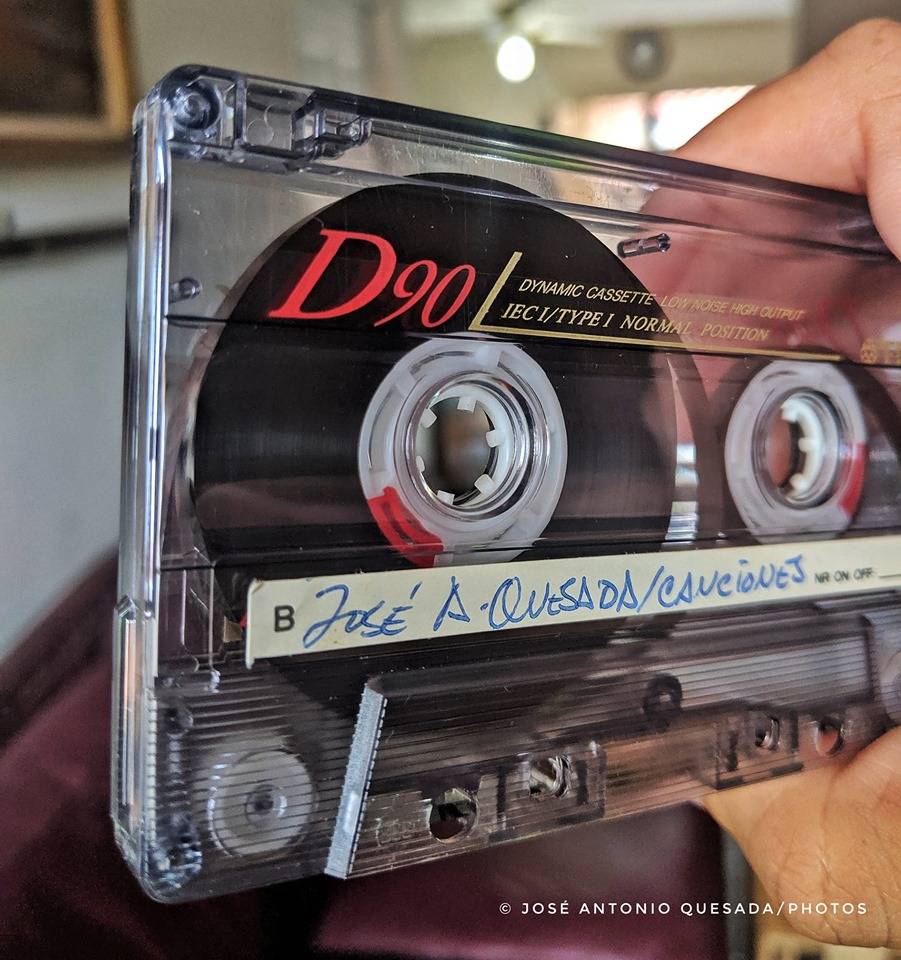 D90
DYNAMIC CASSETTE LOW NOISE HIGH OUTPUT
IEC I/TYPE I NORMAL POSITION
B JOSÉ A. QUESADA/CANCIONES NR ON OFF
© JOSÉ ANTONIO QUESADA/PHOTOS